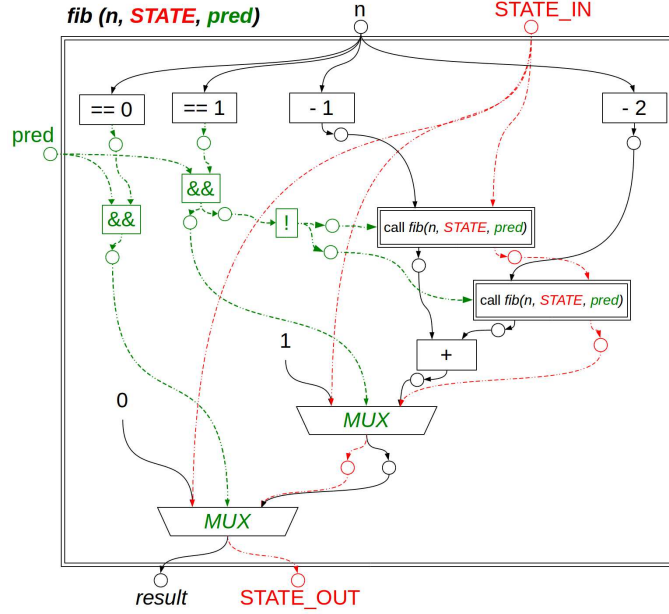 fib (n, STATE, pred)
n
STATE_IN
== 0
== 1
- 1
- 2
pred
&&
&&
!
call fib(n, STATE, pred)
call fib(n, STATE, pred)
+
1
0
MUX
MUX
result
STATE_OUT